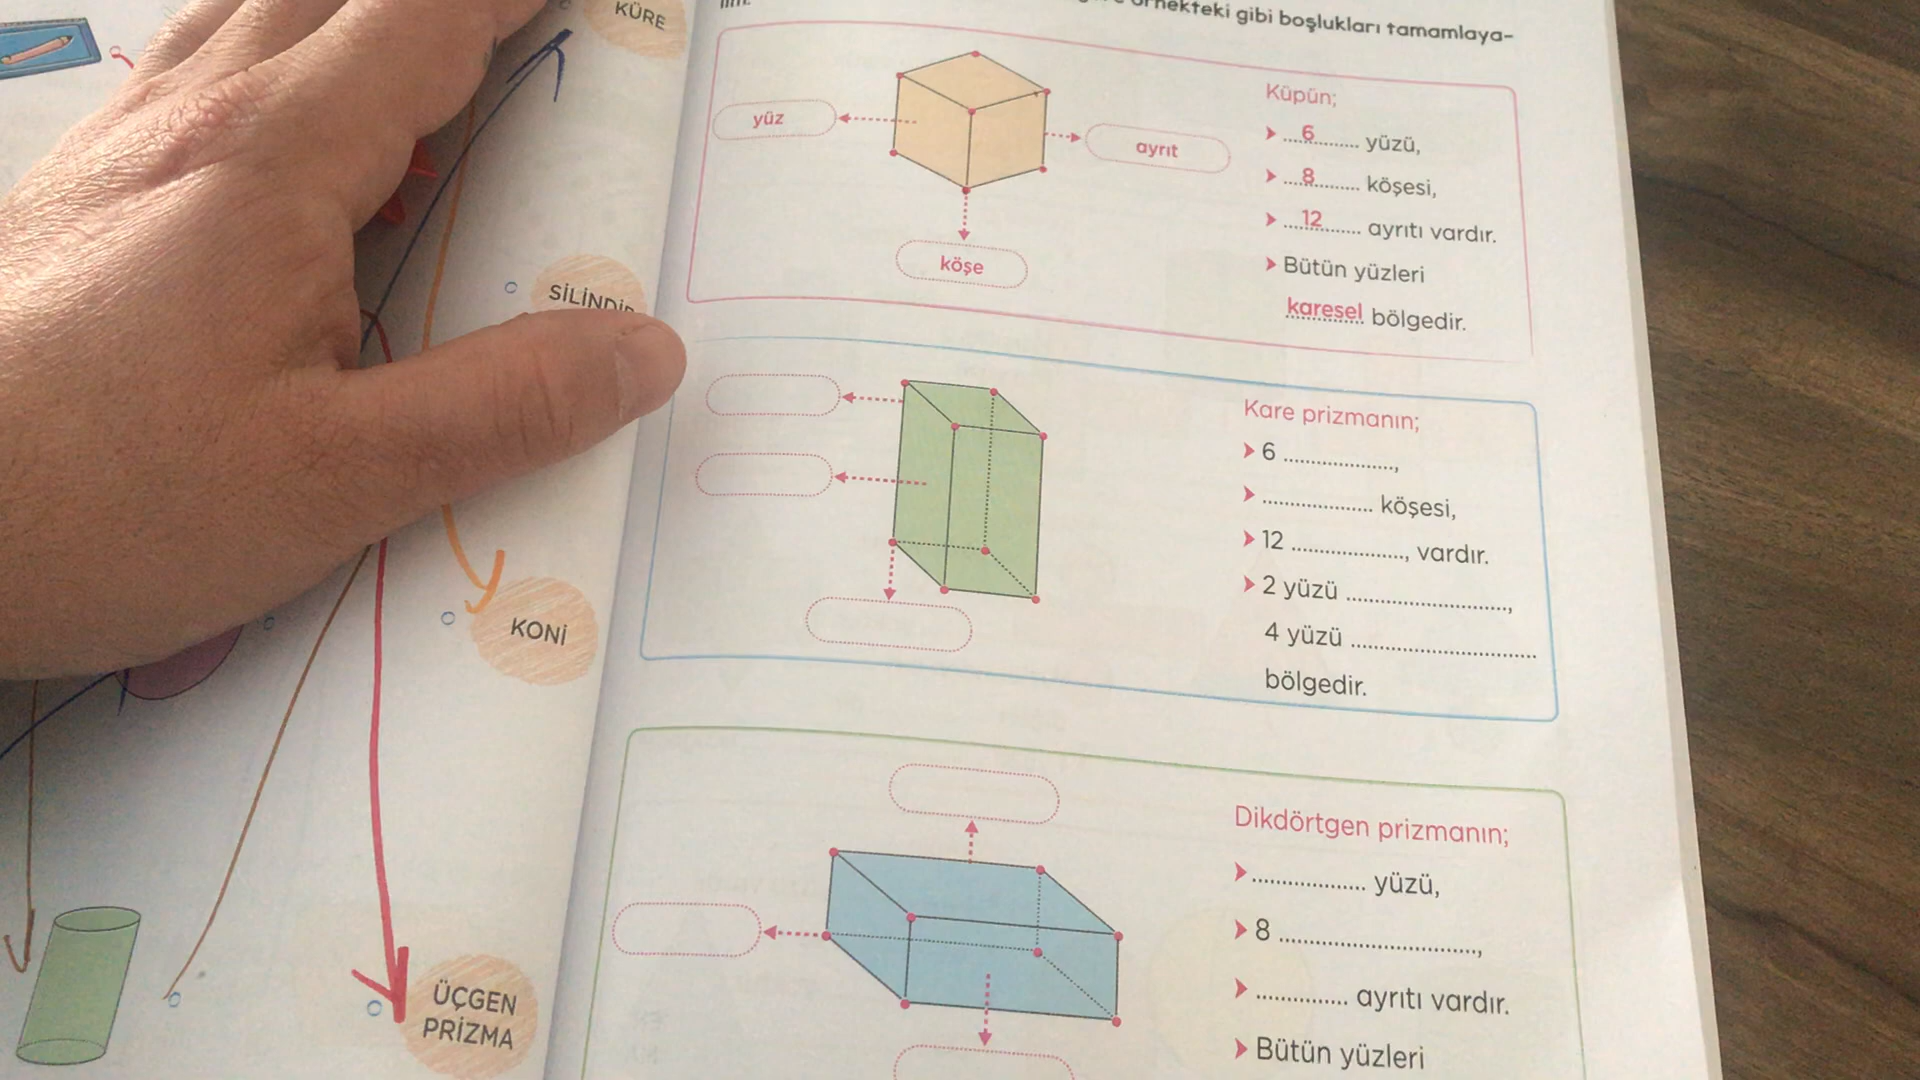 KÜRE
SİLİNDİR
KONİ
ÜÇGEN
PRİZMA
örnekteki gibi boşlukları tamamlaya-
lım.
yüz
ayrıt
köşe
Küpün;
6 yüzü,
8 köşesi,
12 ayrıtı vardır.
Bütün yüzleri
karesel bölgedir.
Kare prizmanın;
6 ....................,
.................... köşesi,
12 ...................., vardır.
2 yüzü ..............................,
4 yüzü ..................................
bölgedir.
Dikdörtgen prizmanın;
.................... yüzü,
8 ...................................,
................ ayrıtı vardır.
Bütün yüzleri